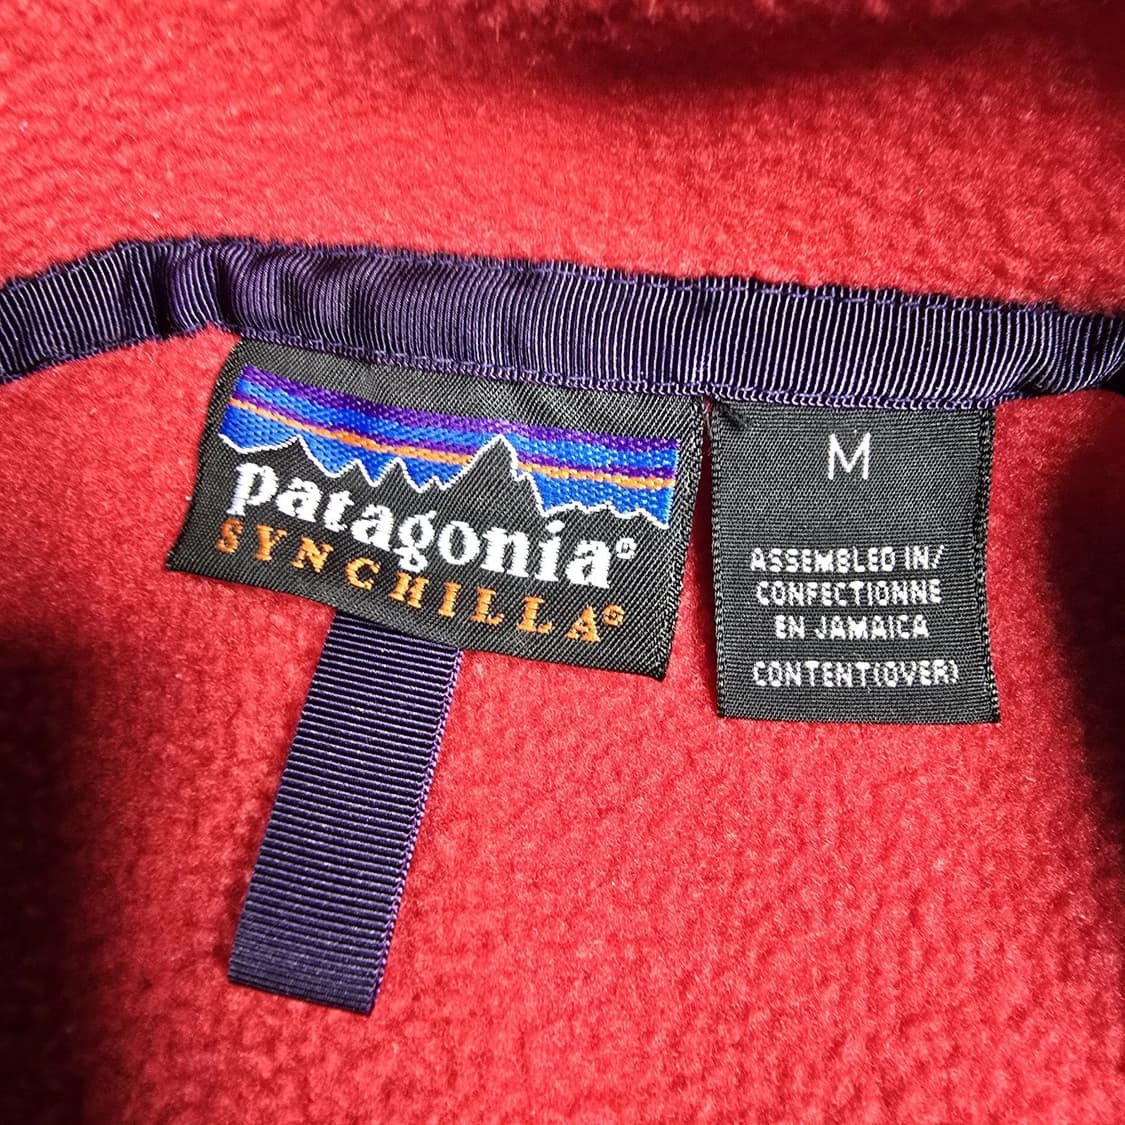 patagonia®
SYNCHILLA®
M
ASSEMBLED IN/
CONFECTIONNE
EN JAMAICA
CONTENT(OVER)